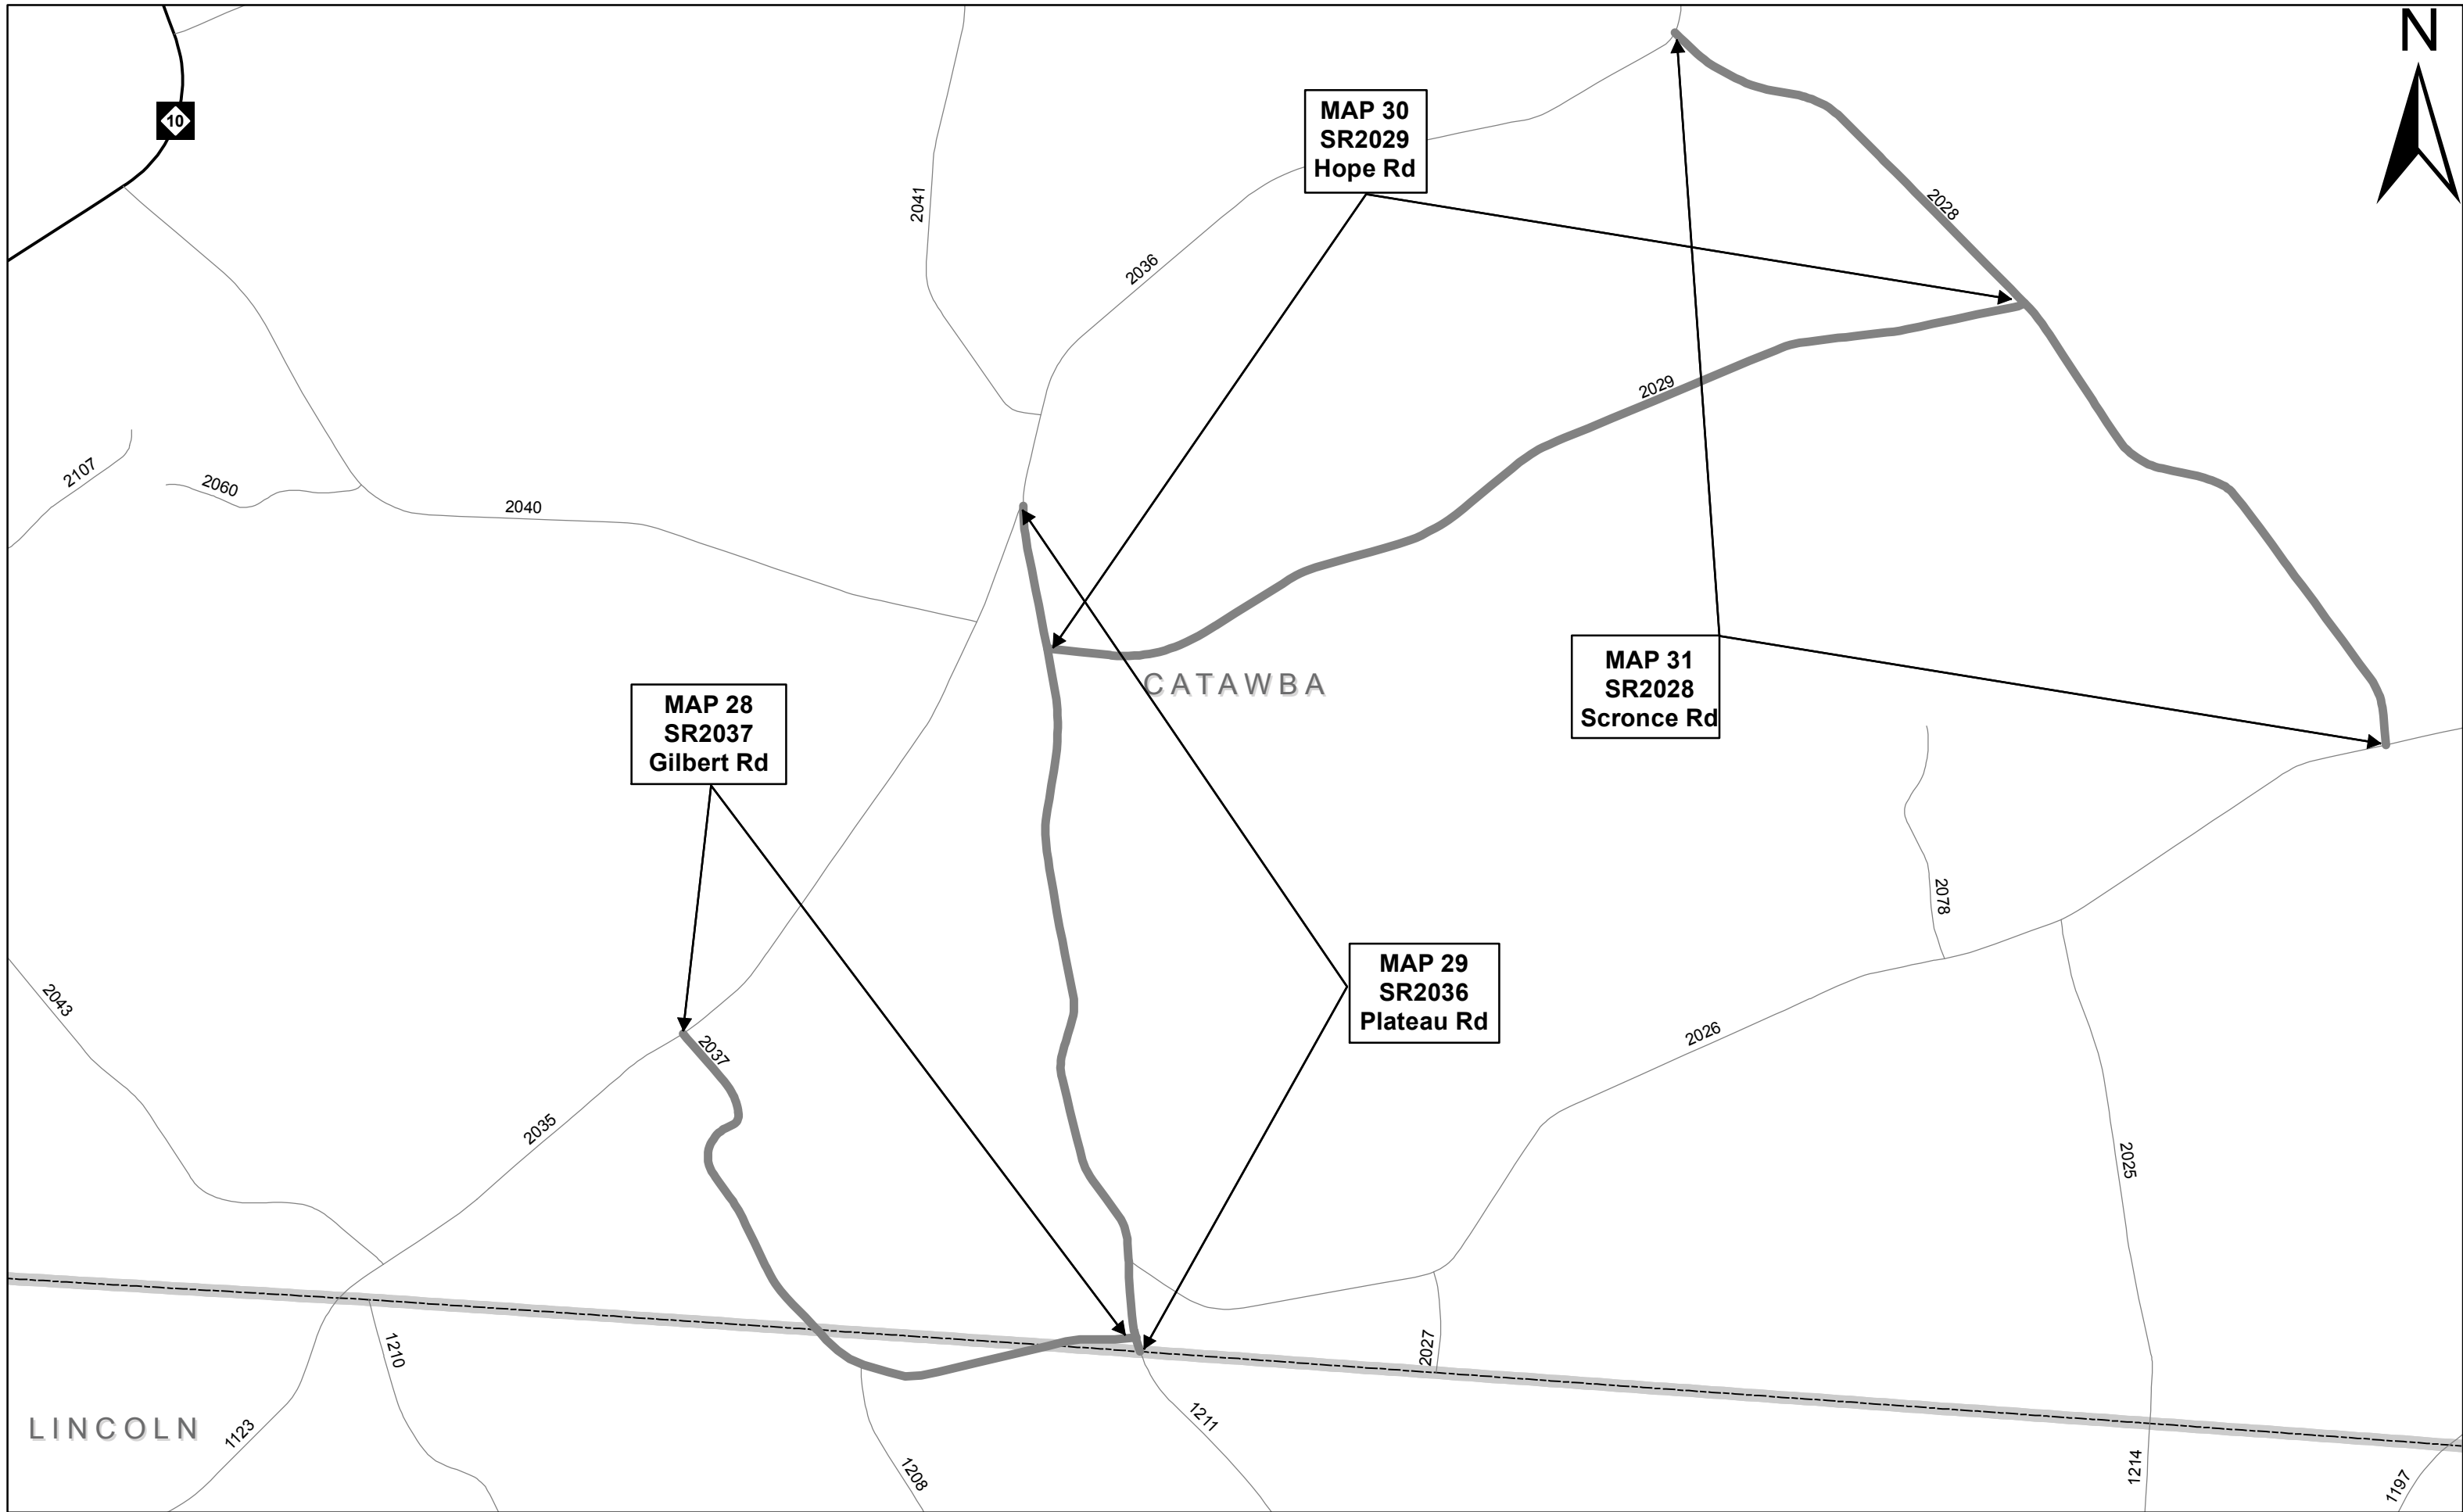 N
10
MAP 30
SR2029
Hope Rd
2041
2028
2036
2029
2107
2060
2040
CATAWBA
MAP 31
SR2028
Scronce Rd
MAP 28
SR2037
Gilbert Rd
2078
MAP 29
SR2036
Plateau Rd
2043
2037
2026
2035
2025
2027
1210
LINCOLN
1123
1211
1208
1214
1197